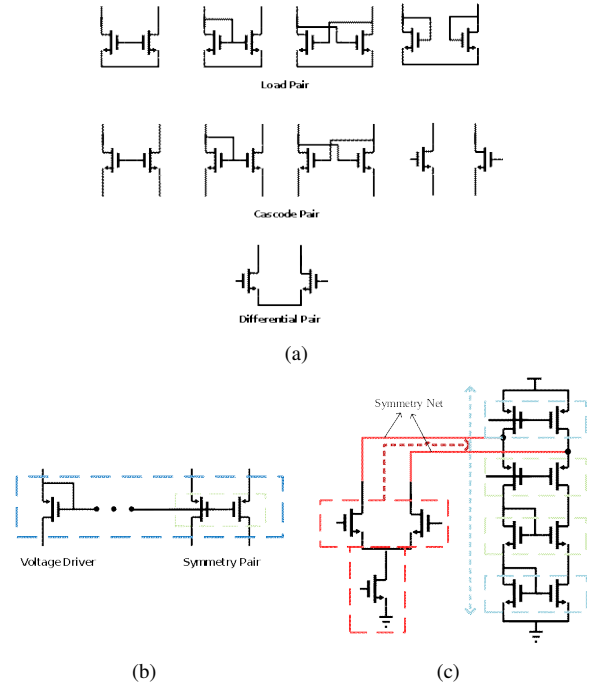 Load Pair
Cascode Pair
Differential Pair
(a)
Symmetry Net
Voltage Driver
Symmetry Pair
(b)
(c)